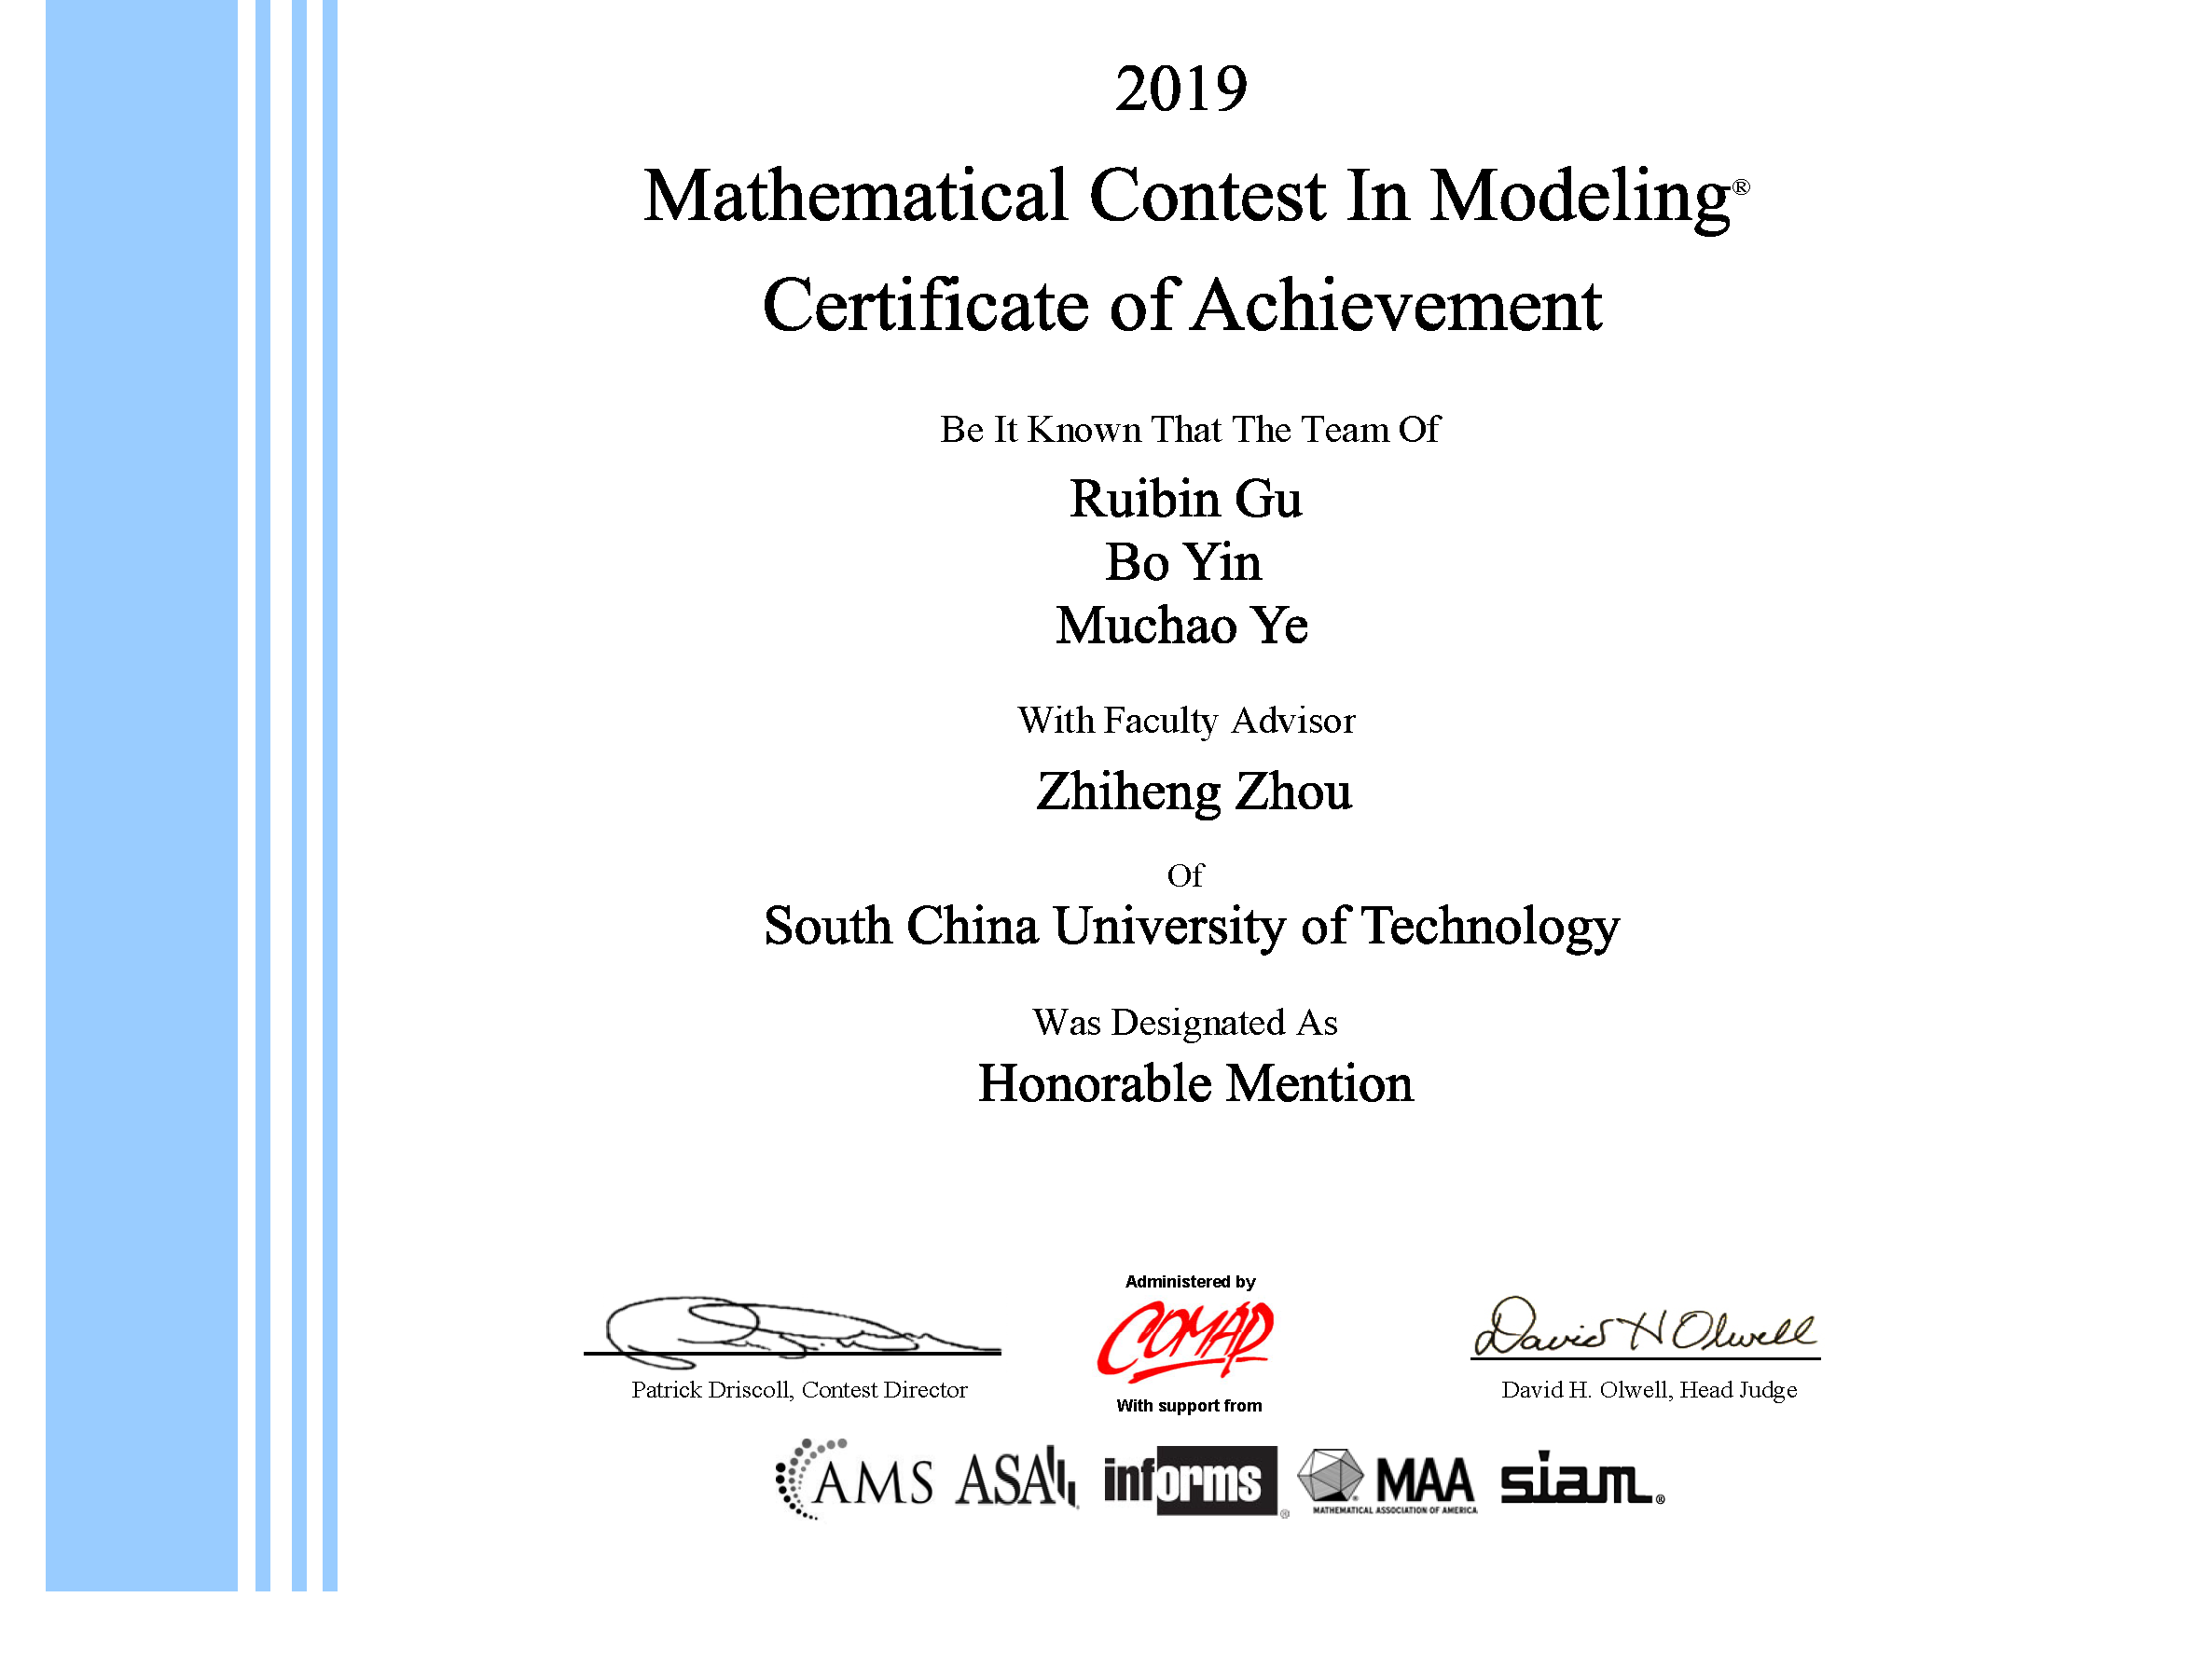 2019
Mathematical Contest In Modeling®
Certificate of Achievement
Be It Known That The Team Of
Ruibin Gu
Bo Yin
Muchao Ye
With Faculty Advisor
Zhiheng Zhou
Of
South China University of Technology
Was Designated As
Honorable Mention
Administered by
COMAP
David H Olwell
Patrick Driscoll, Contest Director
With support from
David H. Olwell, Head Judge
AMS ASA informs® MAA siam®
MATHEMATICAL ASSOCIATION OF AMERICA